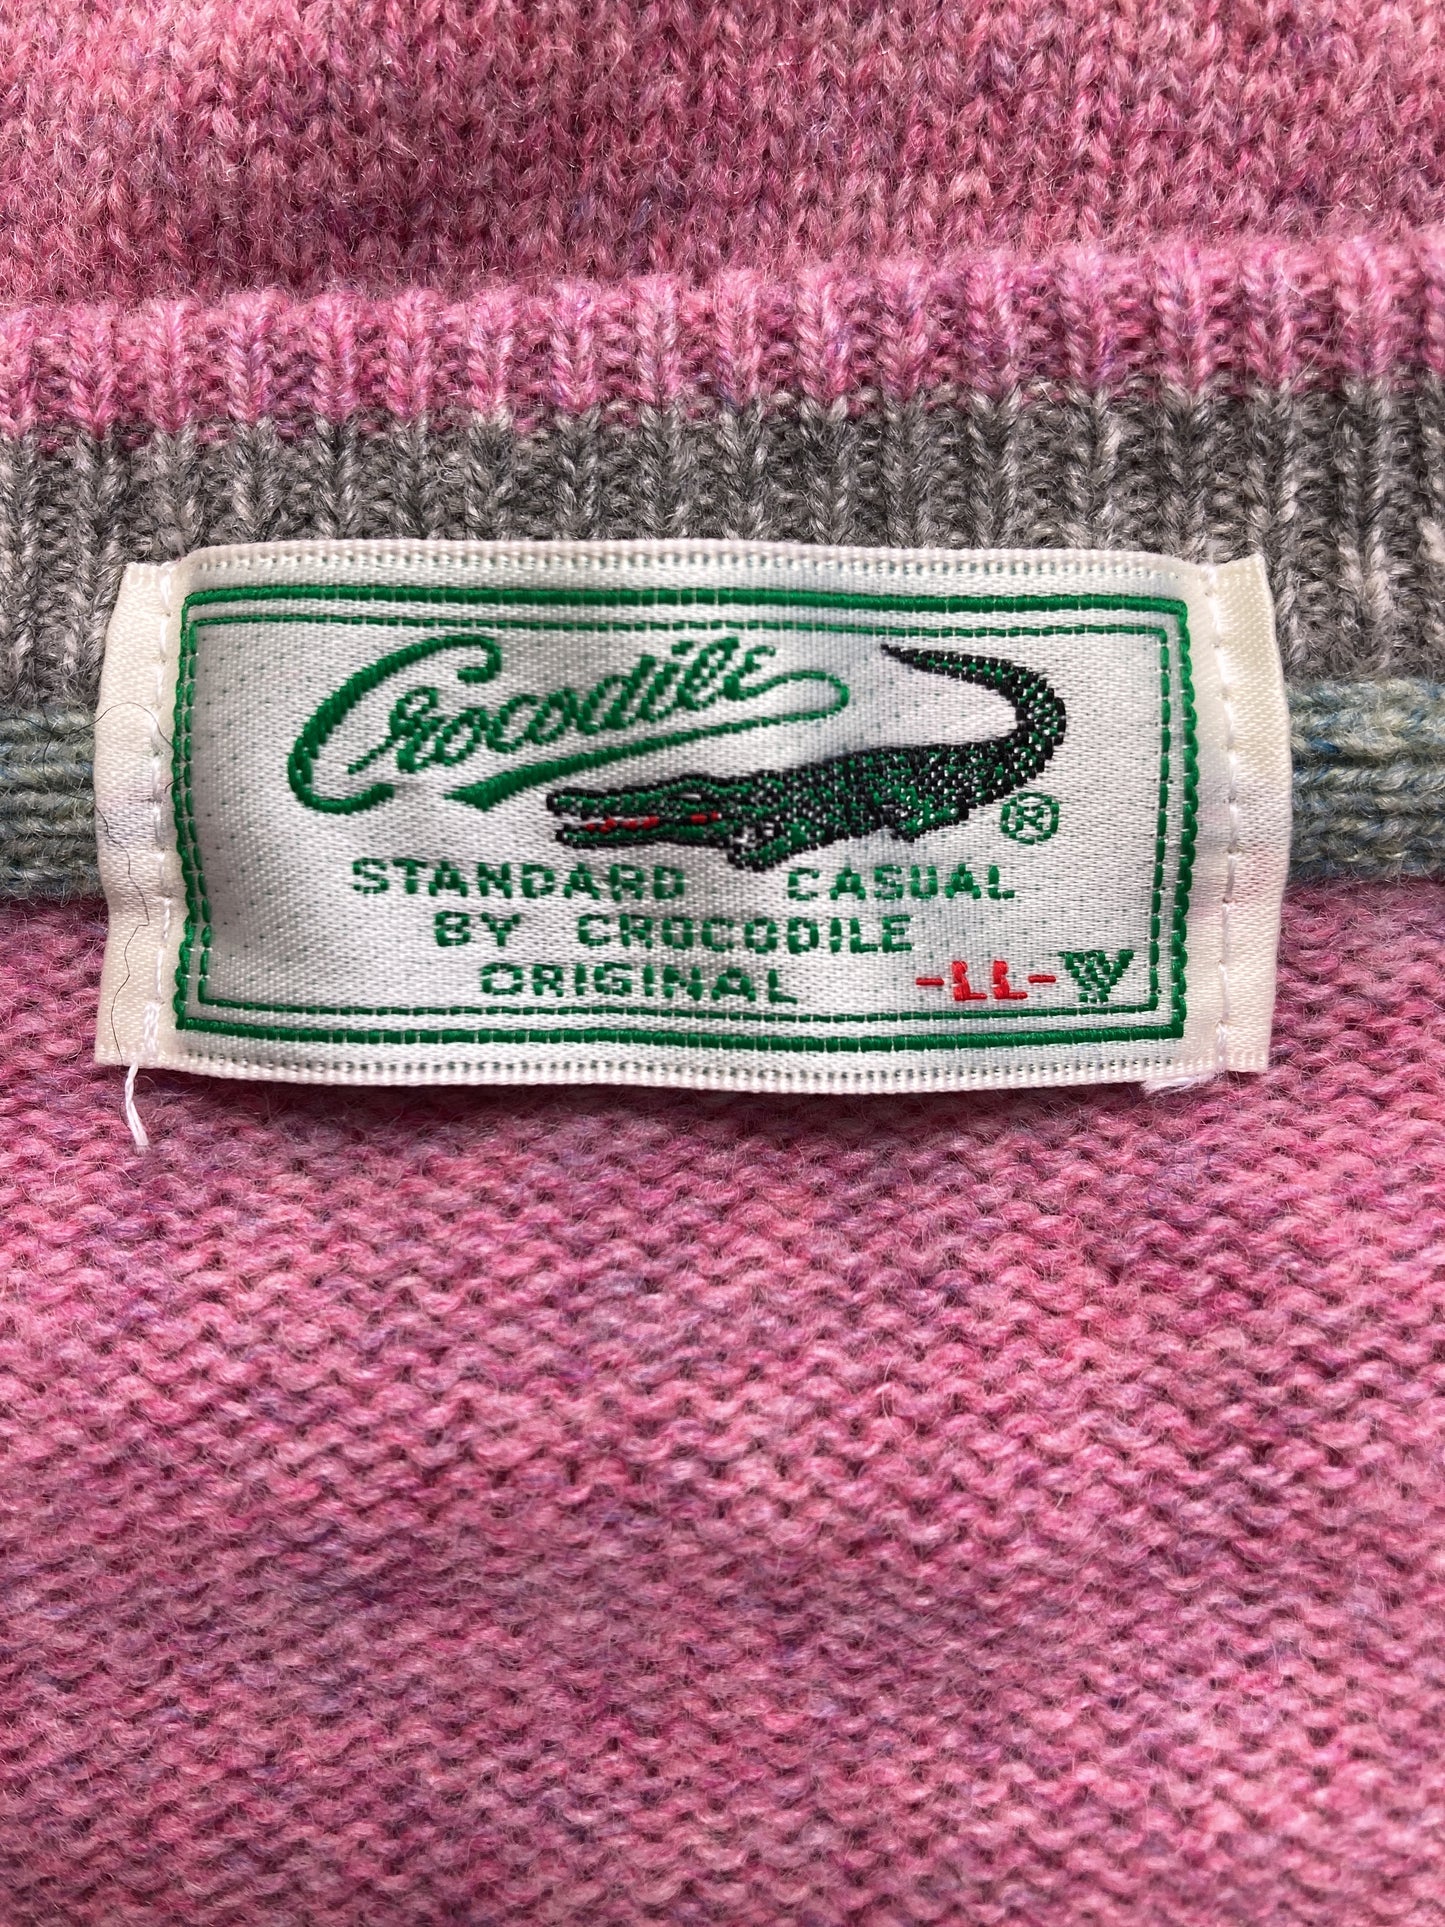 Crocodile
®
STANDARD CASUAL
BY CROCODILE
ORIGINAL -LL- W